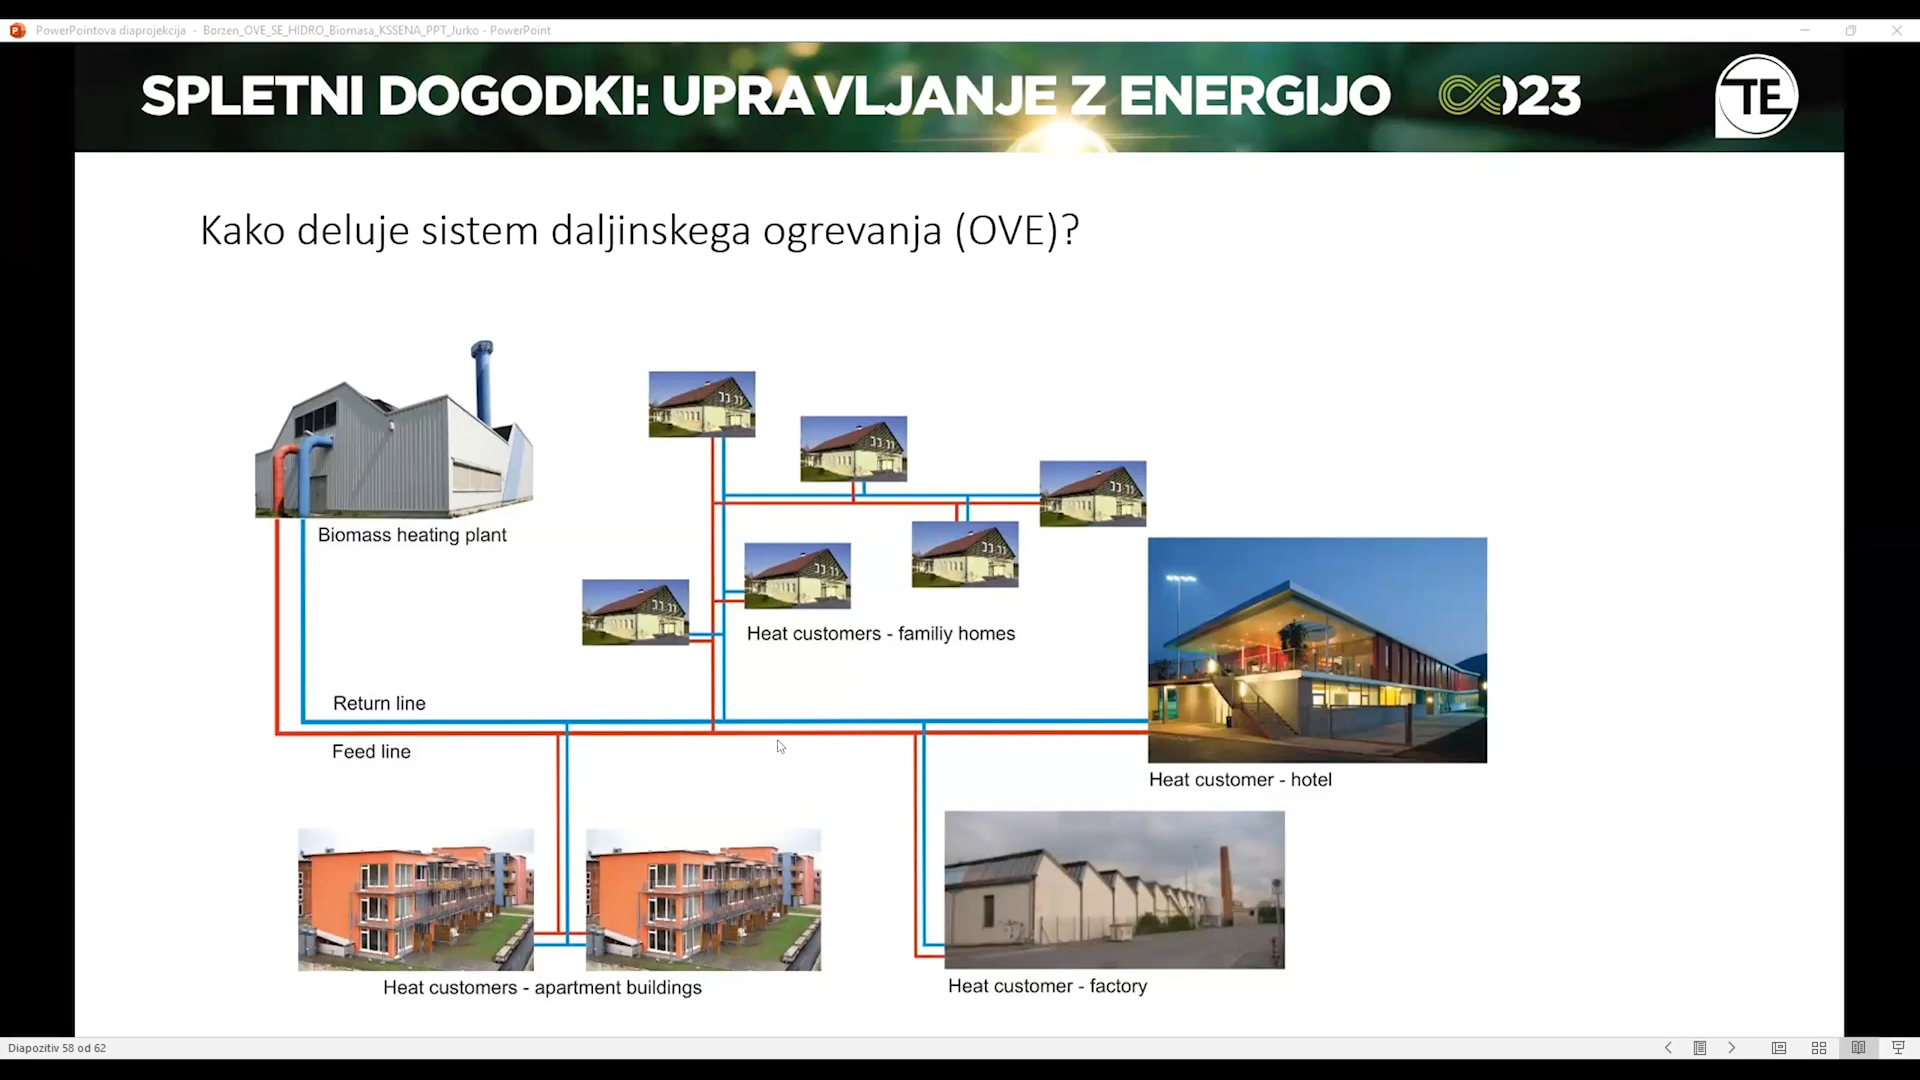 PowerPointova diaprojekcija - Borzen_OVE_SE_HIDRO_Biomasa_KSSENA_PPT_Jurko - PowerPoint
SPLETNI DOGODKI: UPRAVLJANJE Z ENERGIJO 023
TE
Kako deluje sistem daljinskega ogrevanja (OVE)?
Biomass heating plant
Heat customers - familiy homes
Return line
Feed line
Heat customer - hotel
Heat customers - apartment buildings
Heat customer - factory
Diapozitiv 58 od 62